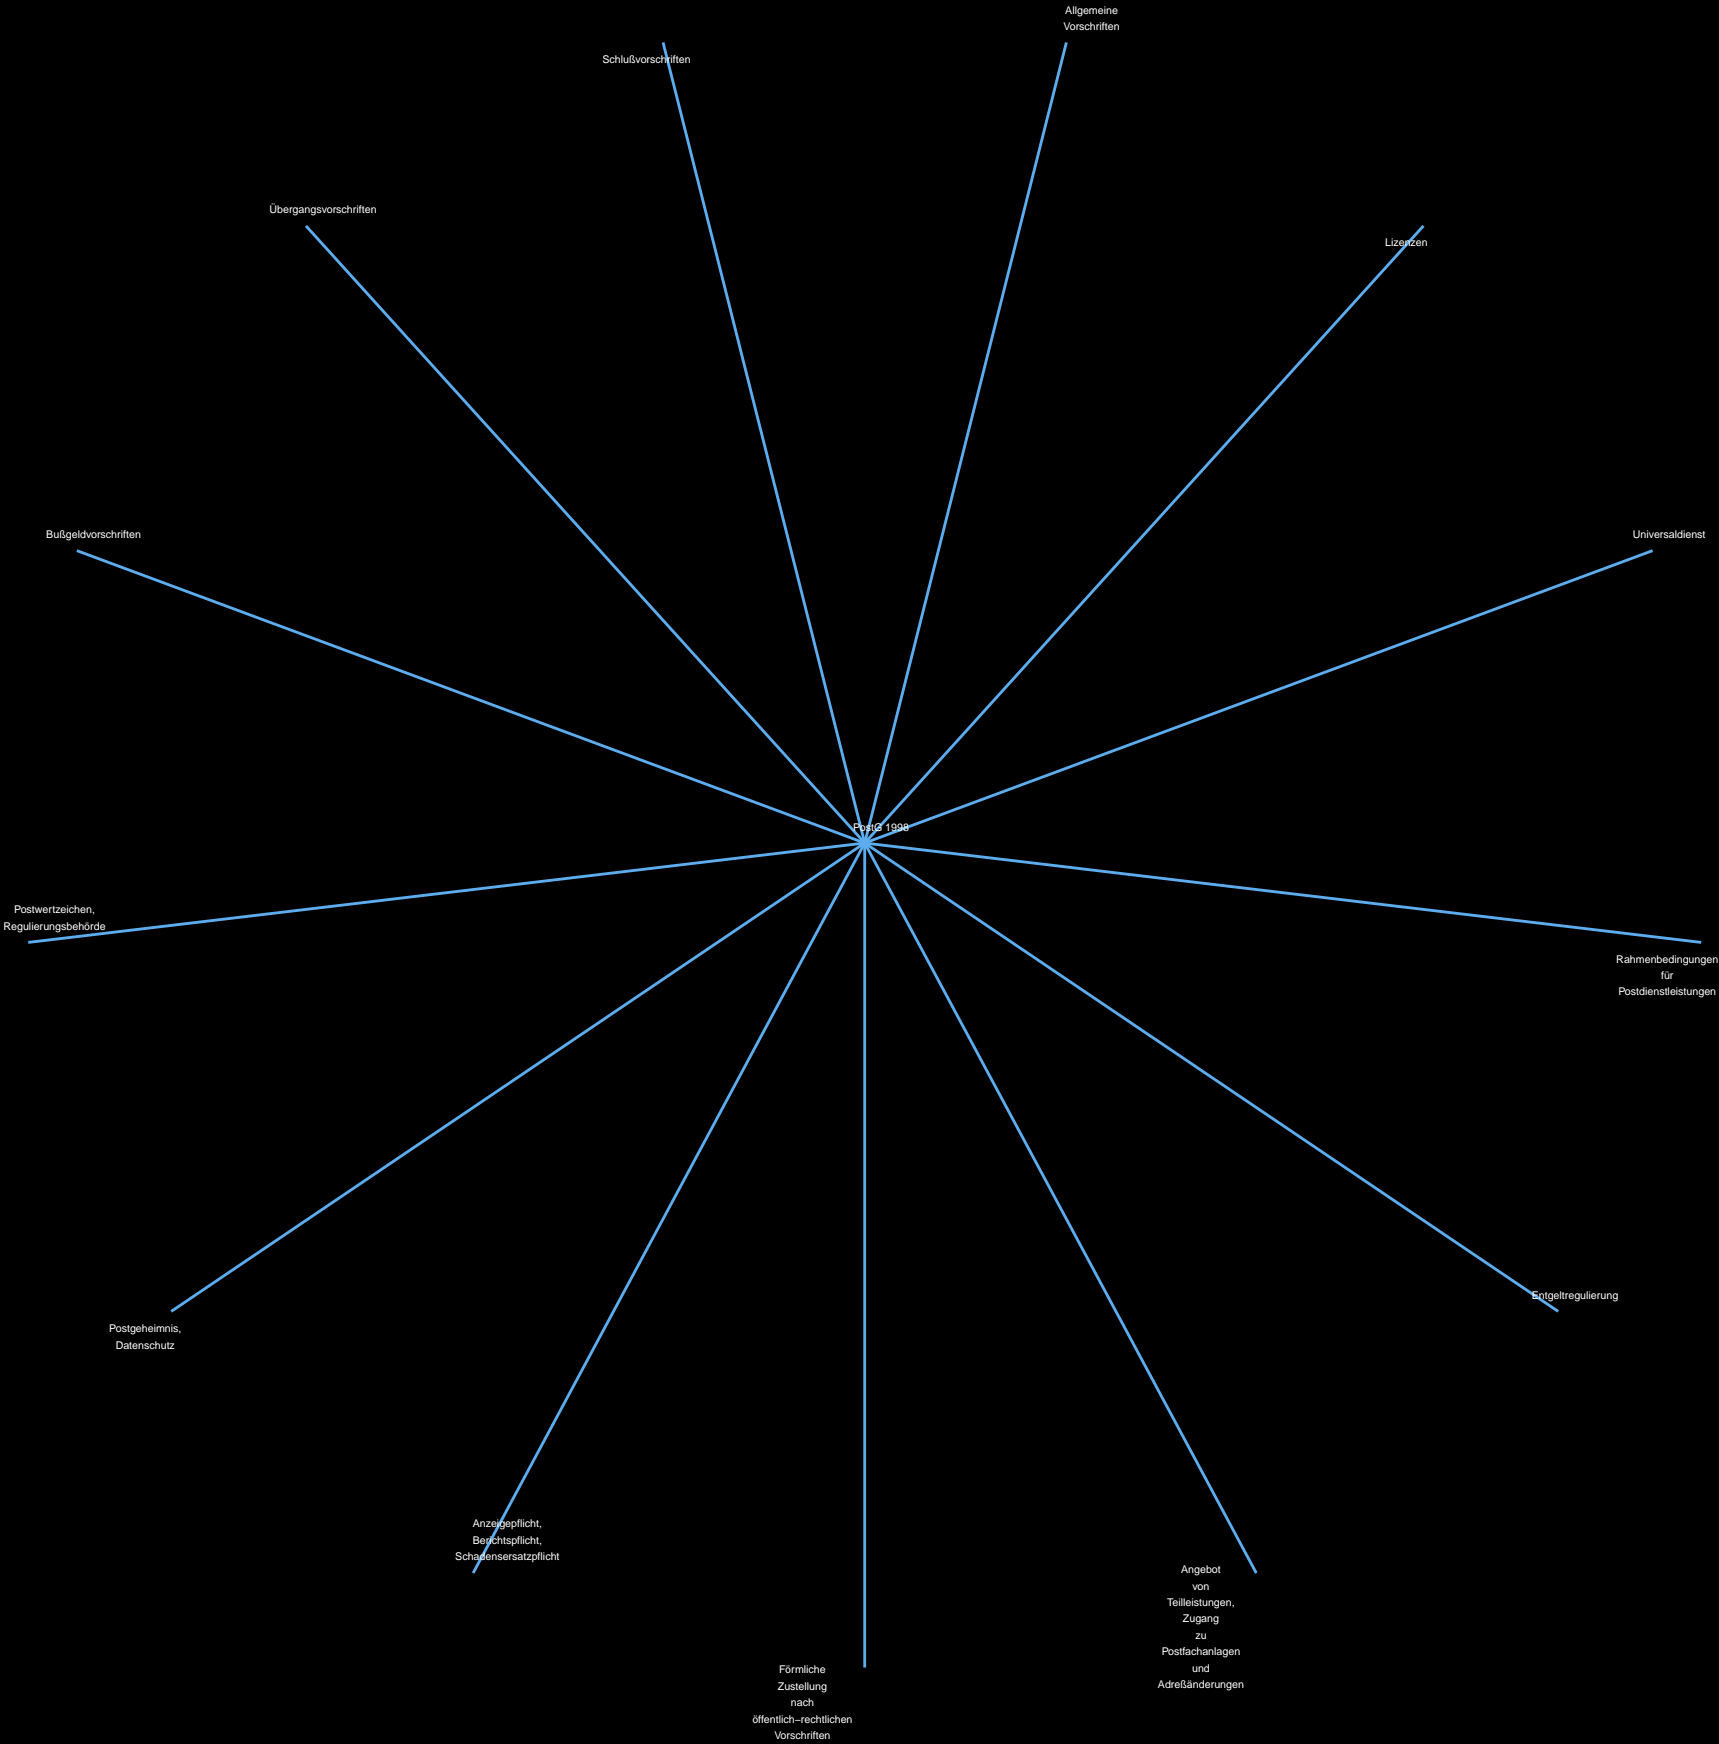 Allgemeine
Vorschriften
Schlußvorschriften
Übergangsvorschriften
Lizenzen
Bußgeldvorschriften
Universaldienst
PostG 1998
Postwertzeichen,
Regulierungsbehörde
Rahmenbedingungen
für
Postdienstleistungen
Entgeltregulierung
Postgeheimnis,
Datenschutz
Anzeigepflicht,
Berichtspflicht,
Schadensersatzpflicht
Angebot
von
Teilleistungen,
Zugang
zu
Postfachanlagen
und
Adreßänderungen
Förmliche
Zustellung
nach
öffentlich–rechtlichen
Vorschriften